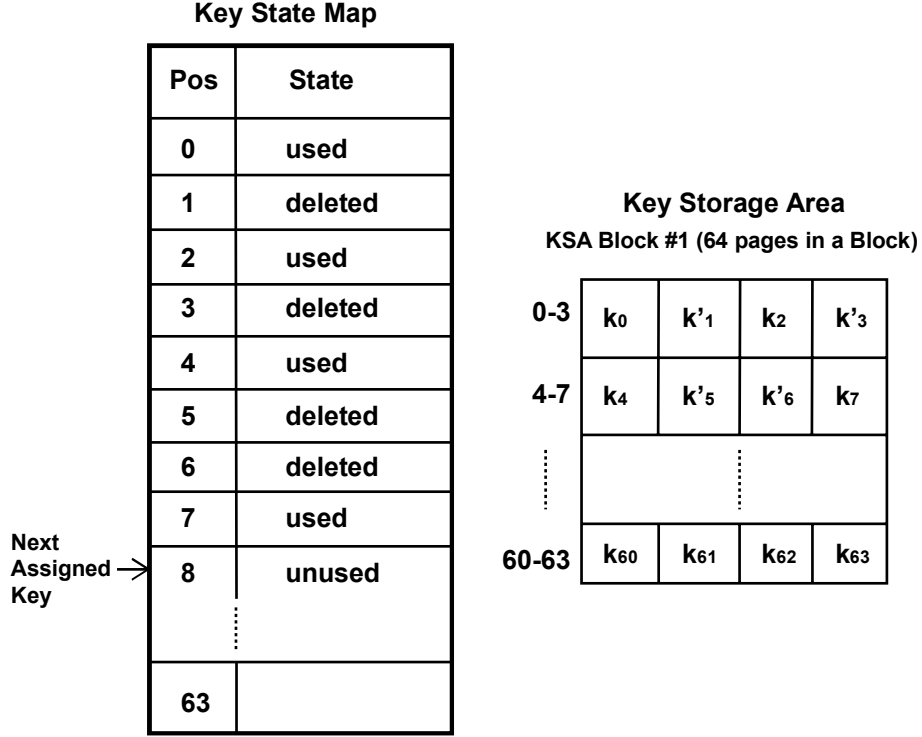 Key State Map
Pos State
0 used
1 deleted
2 used
3 deleted
4 used
5 deleted
6 deleted
7 used
8 unused
63
Next
Assigned
Key
Key Storage Area
KSA Block #1 (64 pages in a Block)
0-3 k0 k’1 k2 k’3
4-7 k4 k’5 k’6 k7
60-63 k60 k61 k62 k63